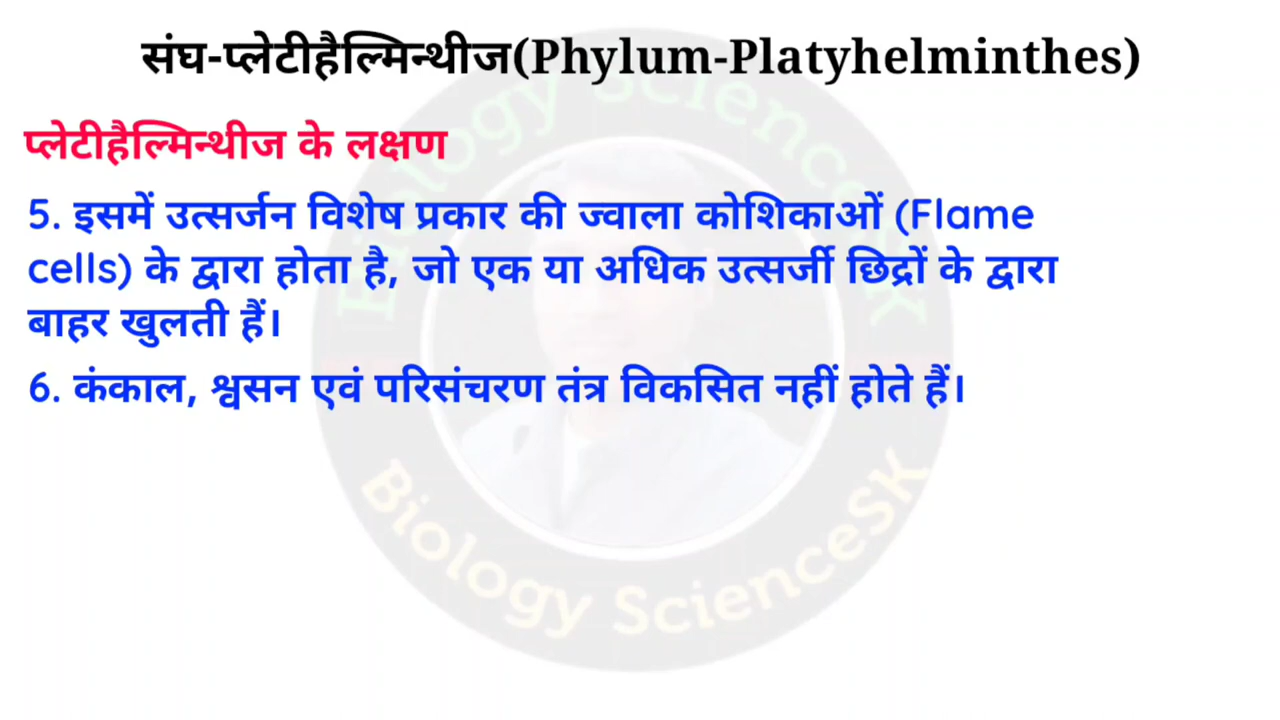 संघ-प्लेटीहैल्मिन्थीज(Phylum-Platyhelminthes)
प्लेटीहैल्मिन्थीज के लक्षण
5. इसमें उत्सर्जन विशेष प्रकार की ज्वाला कोशिकाओं (Flame
cells) के द्वारा होता है, जो एक या अधिक उत्सर्जी छिद्रों के द्वारा
बाहर खुलती हैं।
6. कंकाल, श्वसन एवं परिसंचरण तंत्र विकसित नहीं होते हैं।
Biology ScienceSK
Biology ScienceSK